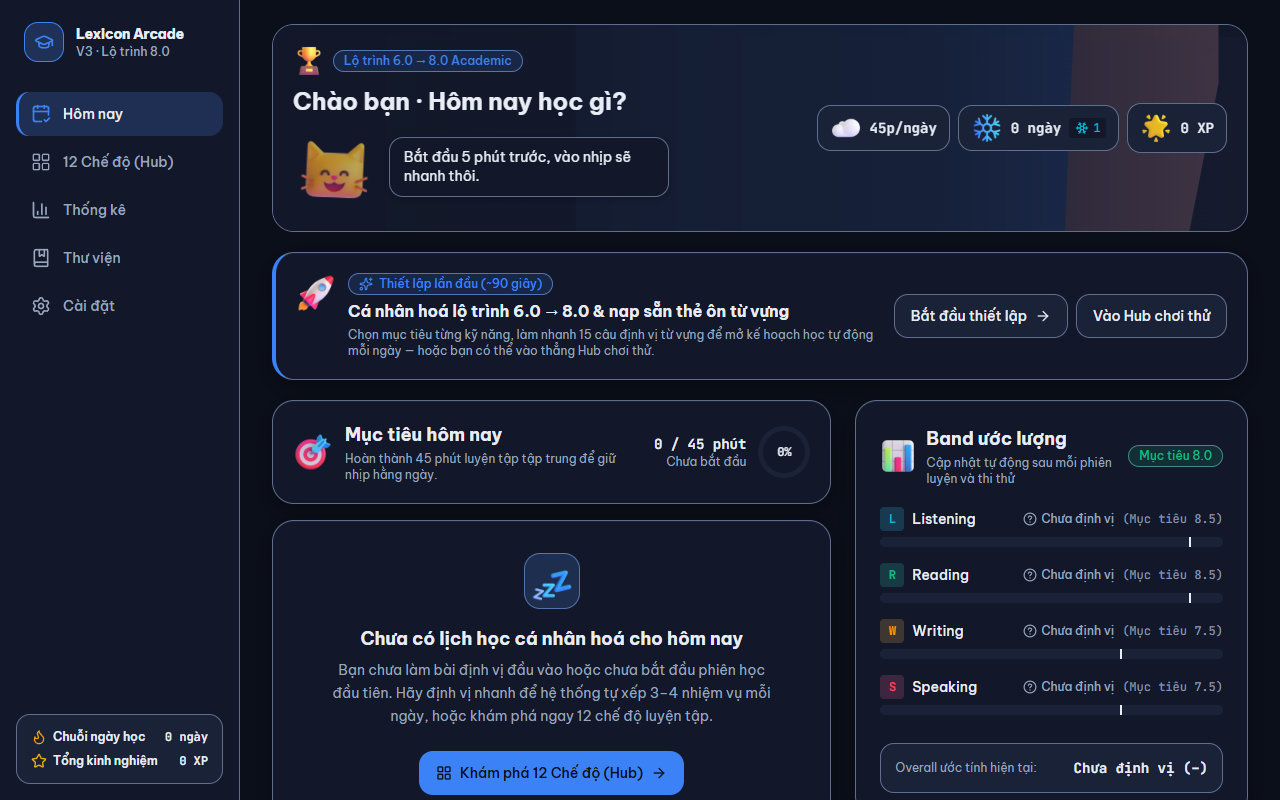 Lexicon Arcade
V3 · Lộ trình 8.0
Hôm nay
12 Chế độ (Hub)
Thống kê
Thư viện
Cài đặt
Chuỗi ngày học 0 ngày
Tổng kinh nghiệm 0 XP
Lộ trình 6.0 → 8.0 Academic
Chào bạn · Hôm nay học gì?
Bắt đầu 5 phút trước, vào nhịp sẽ
nhanh thôi.
45p/ngày
0 ngày 1
0 XP
Thiết lập lần đầu (~90 giây)
Cá nhân hoá lộ trình 6.0 → 8.0 & nạp sẵn thẻ ôn từ vựng
Chọn mục tiêu từng kỹ năng, làm nhanh 15 câu định vị từ vựng để mở kế hoạch học tự động
mỗi ngày — hoặc bạn có thể vào thẳng Hub chơi thử.
Bắt đầu thiết lập →
Vào Hub chơi thử
Mục tiêu hôm nay
Hoàn thành 45 phút luyện tập tập trung để giữ
nhịp hằng ngày.
0 / 45 phút
Chưa bắt đầu
0%
Chưa có lịch học cá nhân hoá cho hôm nay
Bạn chưa làm bài định vị đầu vào hoặc chưa bắt đầu phiên học
đầu tiên. Hãy định vị nhanh để hệ thống tự xếp 3–4 nhiệm vụ mỗi
ngày, hoặc khám phá ngay 12 chế độ luyện tập.
Khám phá 12 Chế độ (Hub) →
Band ước lượng
Cập nhật tự động sau mỗi phiên
luyện và thi thử
Mục tiêu 8.0
L Listening Chưa định vị (Mục tiêu 8.5)
R Reading Chưa định vị (Mục tiêu 8.5)
W Writing Chưa định vị (Mục tiêu 7.5)
S Speaking Chưa định vị (Mục tiêu 7.5)
Overall ước tính hiện tại: Chưa định vị (–)